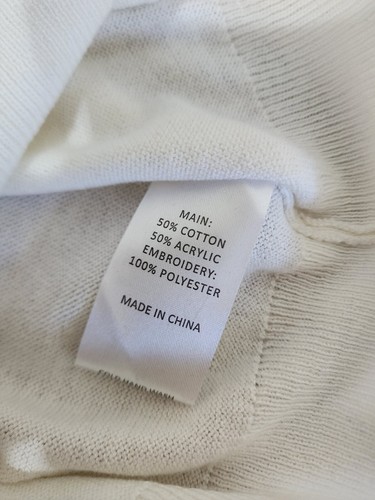 MAIN:
50% COTTON
50% ACRYLIC
EMBROIDERY:
100% POLYESTER
MADE IN CHINA